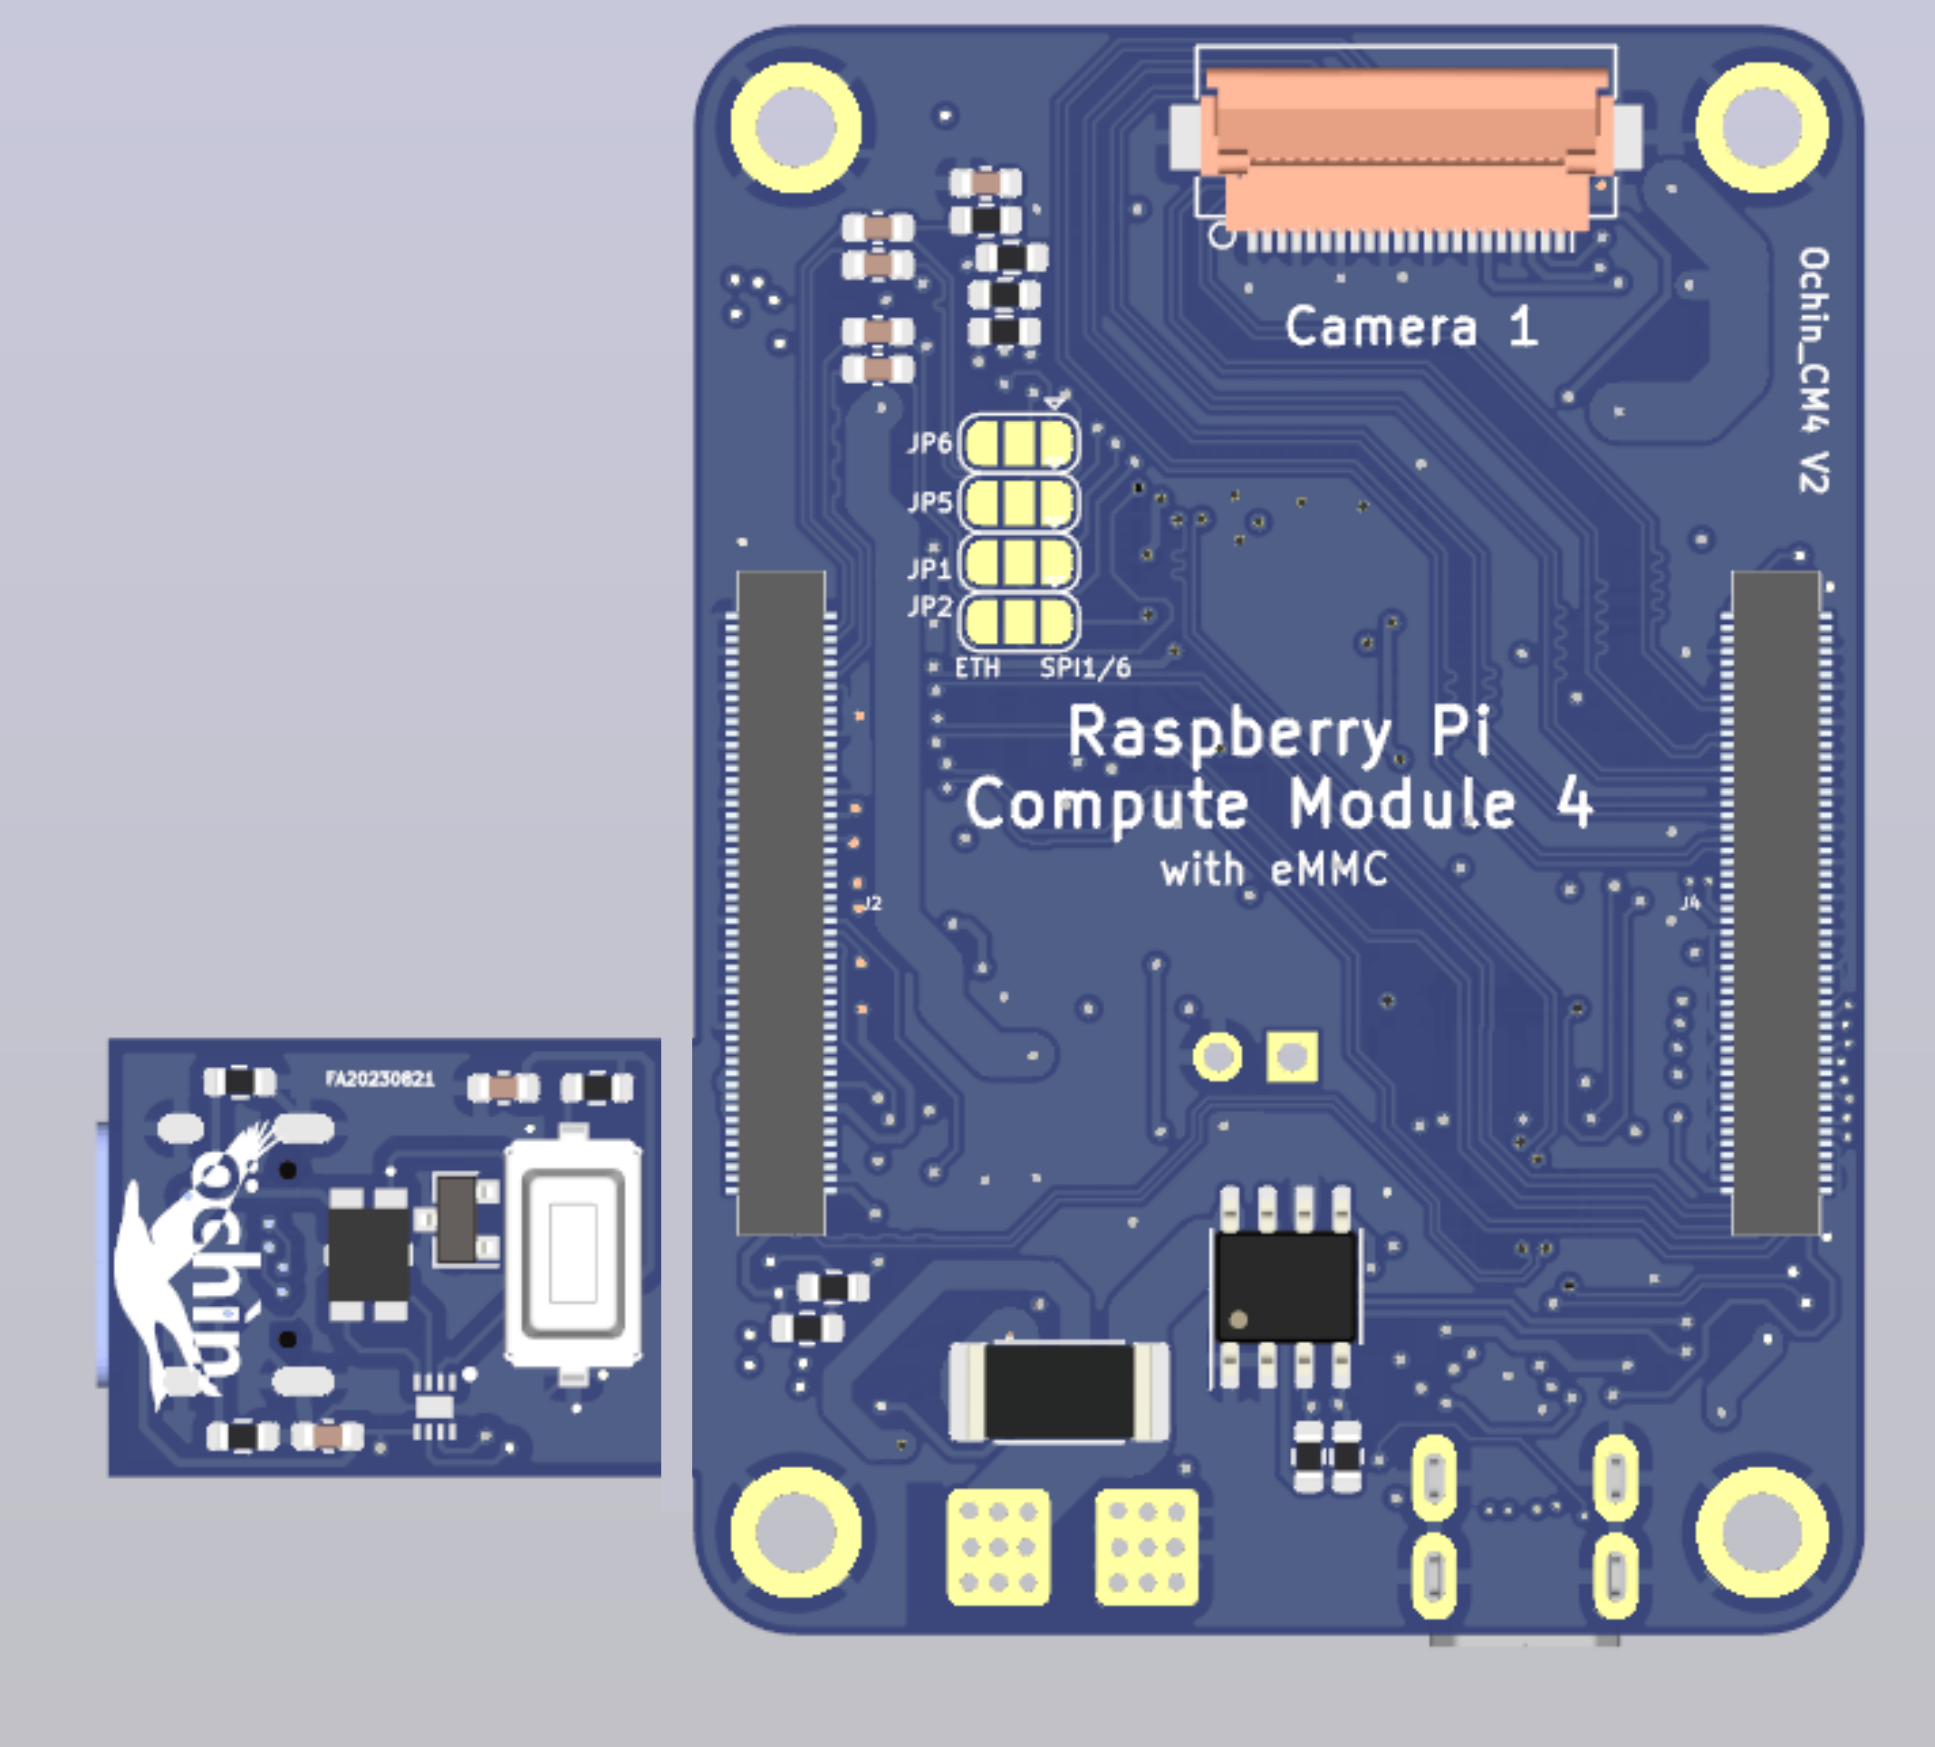 Camera 1
Ochin_CM4 V2
JP6
JP5
JP1
JP2
ETH SPI1/6
Raspberry Pi
Compute Module 4
with eMMC
J2
J4
FA20230821
öchìn